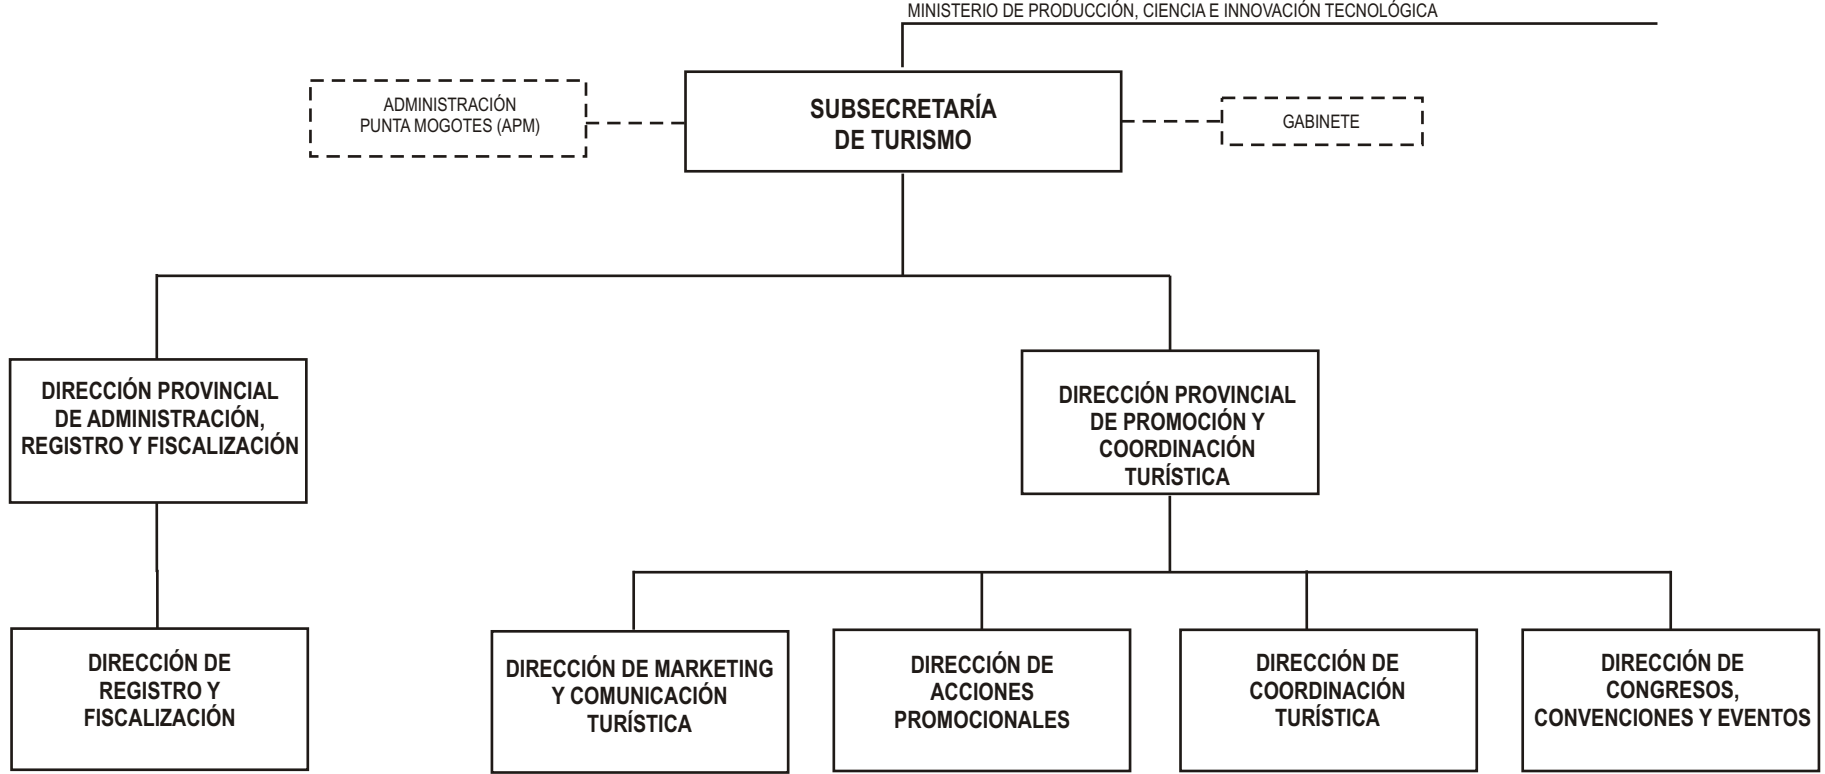 MINISTERIO DE PRODUCCIÓN, CIENCIA E INNOVACIÓN TECNOLÓGICA
ADMINISTRACIÓN
PUNTA MOGOTES (APM)
SUBSECRETARÍA
DE TURISMO
GABINETE
DIRECCIÓN PROVINCIAL
DE ADMINISTRACIÓN,
REGISTRO Y FISCALIZACIÓN
DIRECCIÓN PROVINCIAL
DE PROMOCIÓN Y
COORDINACIÓN
TURÍSTICA
DIRECCIÓN DE
REGISTRO Y
FISCALIZACIÓN
DIRECCIÓN DE MARKETING
Y COMUNICACIÓN
TURÍSTICA
DIRECCIÓN DE
ACCIONES
PROMOCIONALES
DIRECCIÓN DE
COORDINACIÓN
TURÍSTICA
DIRECCIÓN DE
CONGRESOS,
CONVENCIONES Y EVENTOS